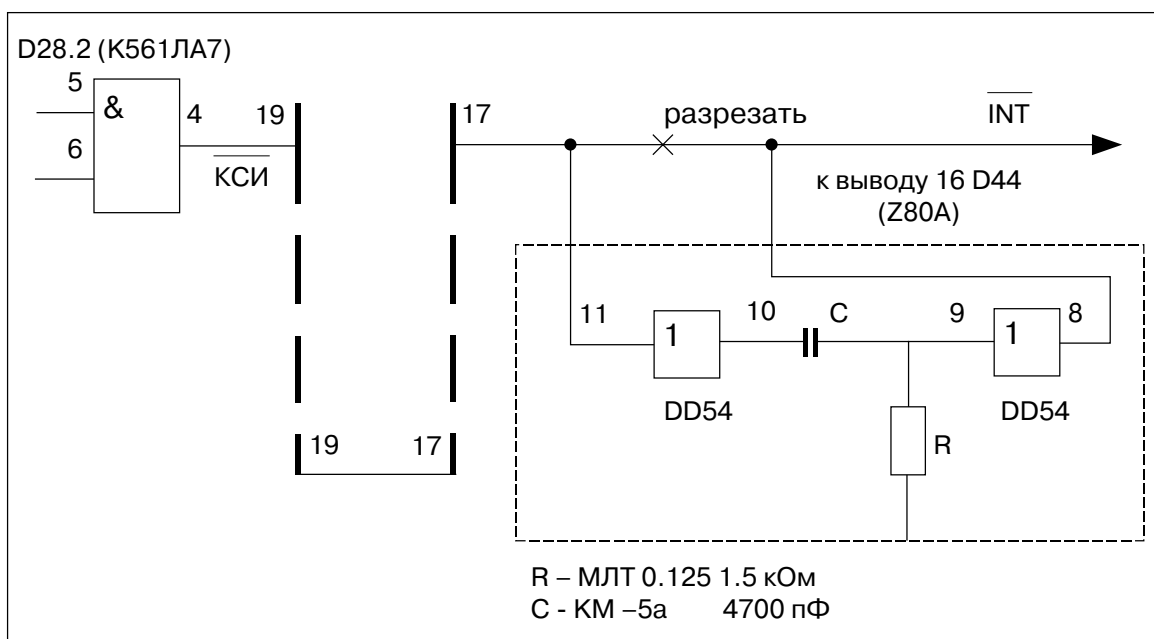 D28.2 (К561ЛА7)
5
&
4
19
17
разрезать
INT
6
КСИ
к выводу 16 D44
(Z80A)
11
1
10
C
9
1
8
DD54
DD54
19
17
R
R – МЛТ 0.125 1.5 кОм
С - КМ –5а 4700 пФ